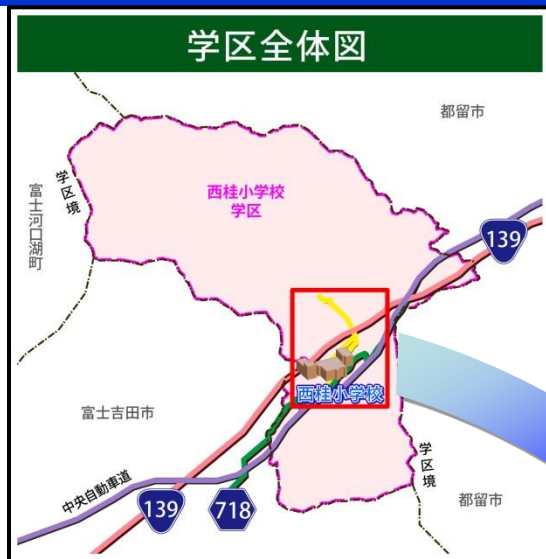 学区全体図
都留市
富士河口湖町
学区境
西桂小学校
学区
139
西桂小学校
富士吉田市
学区境
中央自動車道
139
718
都留市